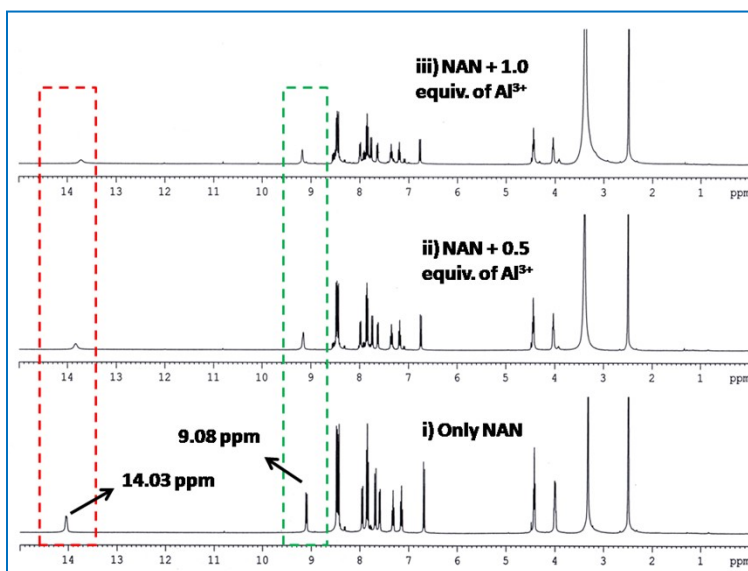 iii) NAN + 1.0
equiv. of Al³⁺
14 13 12 11 10 9 8 7 6 5 4 3 2 1 ppm
ii) NAN + 0.5
equiv. of Al³⁺
14 13 12 11 10 9 8 7 6 5 4 3 2 1 ppm
i) Only NAN
9.08 ppm
14.03 ppm
14 13 12 11 10 9 8 7 6 5 4 3 2 1 ppm